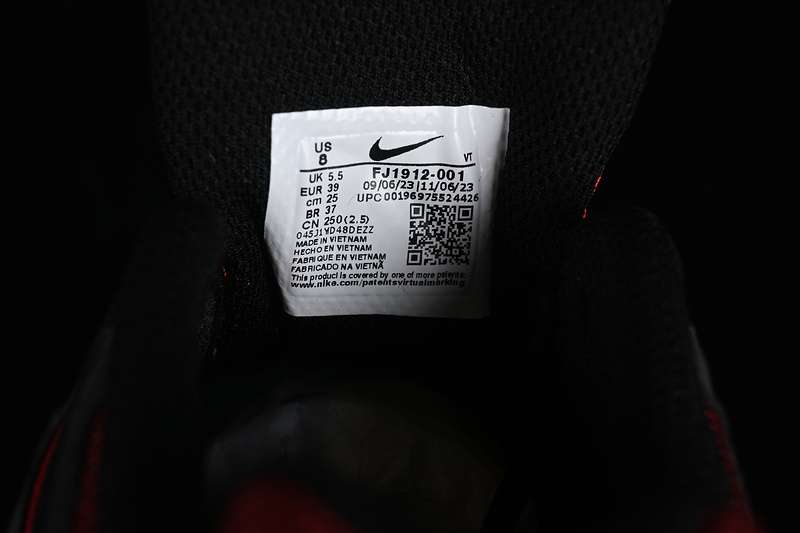 US
8
VT
UK 5.5
EUR 39
cm 25
BR 37
CN 250(2.5)
FJ1912-001
09/06/23|11/06/23
UPC00196975524426
045J1YD48DEZZ
MADE IN VIETNAM
HECHO EN VIETNAM
FABRIQUE EN VIETNAM
FABRICADO NA VIETNÃ
This product is covered by one of more patents:
www.nike.com/patentsvirtualmarking